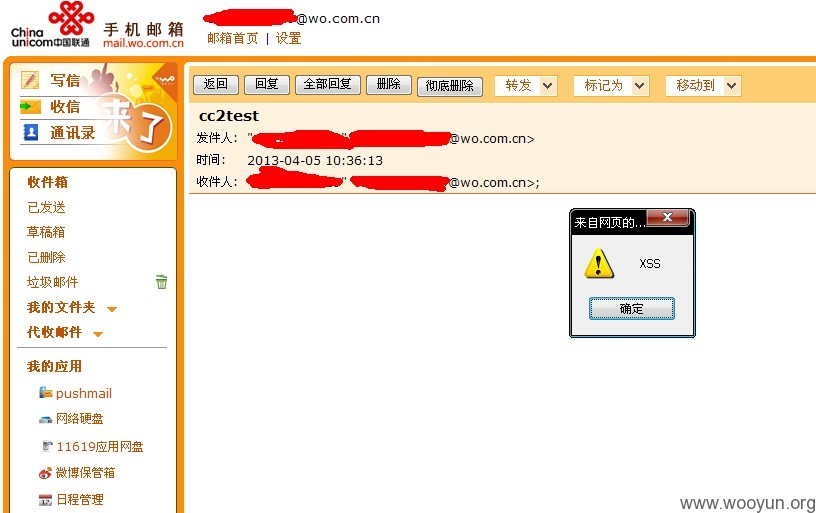 China unicom中国联通
手机邮箱
mail.wo.com.cn
@wo.com.cn
邮箱首页 | 设置
写信
收信
通讯录
来了
wo
返回 回复 全部回复 删除 彻底删除 转发 标记为 移动到
cc2test
发件人: " " @wo.com.cn>
时间: 2013-04-05 10:36:13
收件人: " @wo.com.cn>;
收件箱
已发送
草稿箱
已删除
垃圾邮件
我的文件夹
代收邮件
我的应用
pushmail
网络硬盘
11619应用网盘
微博保管箱
日程管理
来自网页的...
XSS
确定
www.wooyun.org